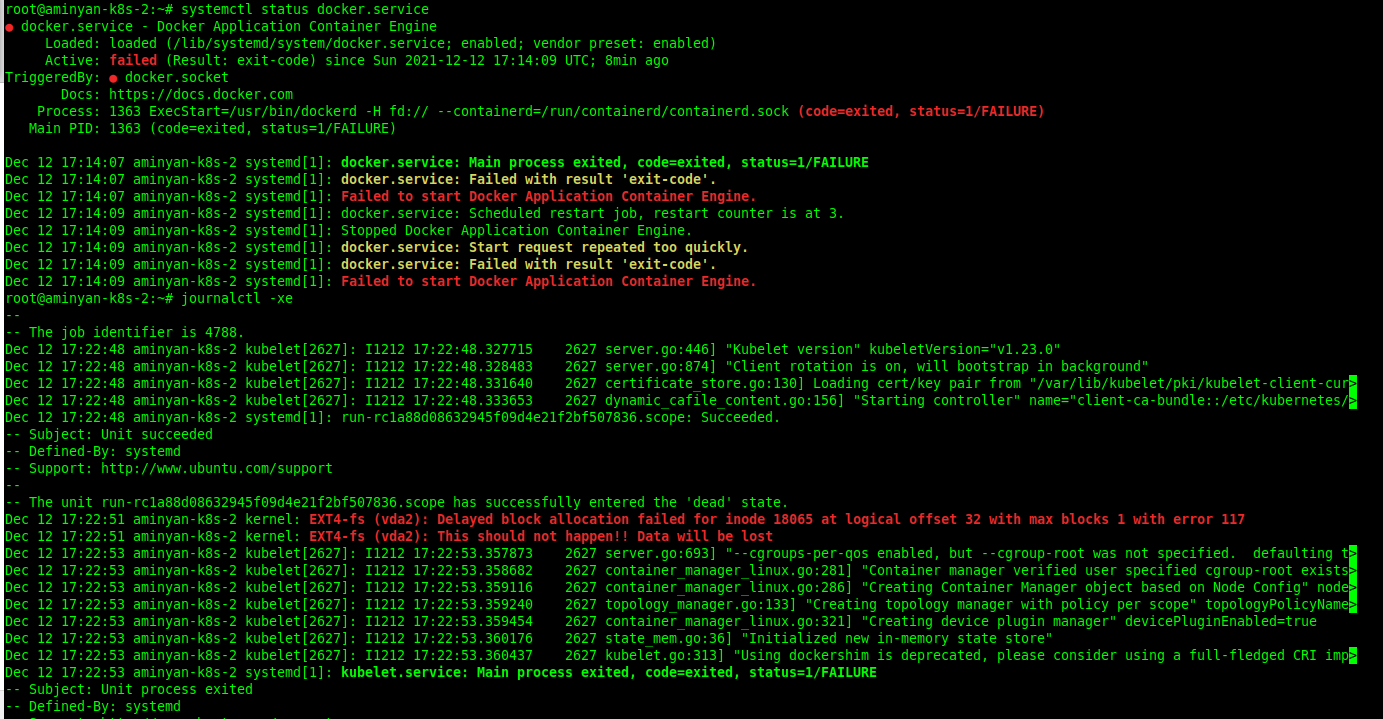 root@aminyan-k8s-2:~# systemctl status docker.service
● docker.service - Docker Application Container Engine
     Loaded: loaded (/lib/systemd/system/docker.service; enabled; vendor preset: enabled)
     Active: failed (Result: exit-code) since Sun 2021-12-12 17:14:09 UTC; 8min ago
TriggeredBy: ● docker.socket
       Docs: https://docs.docker.com
    Process: 1363 ExecStart=/usr/bin/dockerd -H fd:// --containerd=/run/containerd/containerd.sock (code=exited, status=1/FAILURE)
   Main PID: 1363 (code=exited, status=1/FAILURE)

Dec 12 17:14:07 aminyan-k8s-2 systemd[1]: docker.service: Main process exited, code=exited, status=1/FAILURE
Dec 12 17:14:07 aminyan-k8s-2 systemd[1]: docker.service: Failed with result 'exit-code'.
Dec 12 17:14:07 aminyan-k8s-2 systemd[1]: Failed to start Docker Application Container Engine.
Dec 12 17:14:09 aminyan-k8s-2 systemd[1]: docker.service: Scheduled restart job, restart counter is at 3.
Dec 12 17:14:09 aminyan-k8s-2 systemd[1]: Stopped Docker Application Container Engine.
Dec 12 17:14:09 aminyan-k8s-2 systemd[1]: docker.service: Start request repeated too quickly.
Dec 12 17:14:09 aminyan-k8s-2 systemd[1]: docker.service: Failed with result 'exit-code'.
Dec 12 17:14:09 aminyan-k8s-2 systemd[1]: Failed to start Docker Application Container Engine.
root@aminyan-k8s-2:~# journalctl -xe
--
-- The job identifier is 4788.
Dec 12 17:22:48 aminyan-k8s-2 kubelet[2627]: I1212 17:22:48.327715    2627 server.go:446] "Kubelet version" kubeletVersion="v1.23.0"
Dec 12 17:22:48 aminyan-k8s-2 kubelet[2627]: I1212 17:22:48.328483    2627 server.go:874] "Client rotation is on, will bootstrap in background"
Dec 12 17:22:48 aminyan-k8s-2 kubelet[2627]: I1212 17:22:48.331640    2627 certificate_store.go:130] Loading cert/key pair from "/var/lib/kubelet/pki/kubelet-client-cur>
Dec 12 17:22:48 aminyan-k8s-2 kubelet[2627]: I1212 17:22:48.333653    2627 dynamic_cafile_content.go:156] "Starting controller" name="client-ca-bundle::/etc/kubernetes/>
Dec 12 17:22:48 aminyan-k8s-2 systemd[1]: run-rc1a88d08632945f09d4e21f2bf507836.scope: Succeeded.
-- Subject: Unit succeeded
-- Defined-By: systemd
-- Support: http://www.ubuntu.com/support
--
-- The unit run-rc1a88d08632945f09d4e21f2bf507836.scope has successfully entered the 'dead' state.
Dec 12 17:22:51 aminyan-k8s-2 kernel: EXT4-fs (vda2): Delayed block allocation failed for inode 18065 at logical offset 32 with max blocks 1 with error 117
Dec 12 17:22:51 aminyan-k8s-2 kernel: EXT4-fs (vda2): This should not happen!! Data will be lost
Dec 12 17:22:53 aminyan-k8s-2 kubelet[2627]: I1212 17:22:53.357873    2627 server.go:693] "--cgroups-per-qos enabled, but --cgroup-root was not specified.  defaulting t>
Dec 12 17:22:53 aminyan-k8s-2 kubelet[2627]: I1212 17:22:53.358682    2627 container_manager_linux.go:281] "Container manager verified user specified cgroup-root exists>
Dec 12 17:22:53 aminyan-k8s-2 kubelet[2627]: I1212 17:22:53.359116    2627 container_manager_linux.go:286] "Creating Container Manager object based on Node Config" node>
Dec 12 17:22:53 aminyan-k8s-2 kubelet[2627]: I1212 17:22:53.359240    2627 topology_manager.go:133] "Creating topology manager with policy per scope" topologyPolicyName>
Dec 12 17:22:53 aminyan-k8s-2 kubelet[2627]: I1212 17:22:53.359454    2627 container_manager_linux.go:321] "Creating device plugin manager" devicePluginEnabled=true
Dec 12 17:22:53 aminyan-k8s-2 kubelet[2627]: I1212 17:22:53.360176    2627 state_mem.go:36] "Initialized new in-memory state store"
Dec 12 17:22:53 aminyan-k8s-2 kubelet[2627]: I1212 17:22:53.360437    2627 kubelet.go:313] "Using dockershim is deprecated, please consider using a full-fledged CRI imp>
Dec 12 17:22:53 aminyan-k8s-2 systemd[1]: kubelet.service: Main process exited, code=exited, status=1/FAILURE
-- Subject: Unit process exited
-- Defined-By: systemd